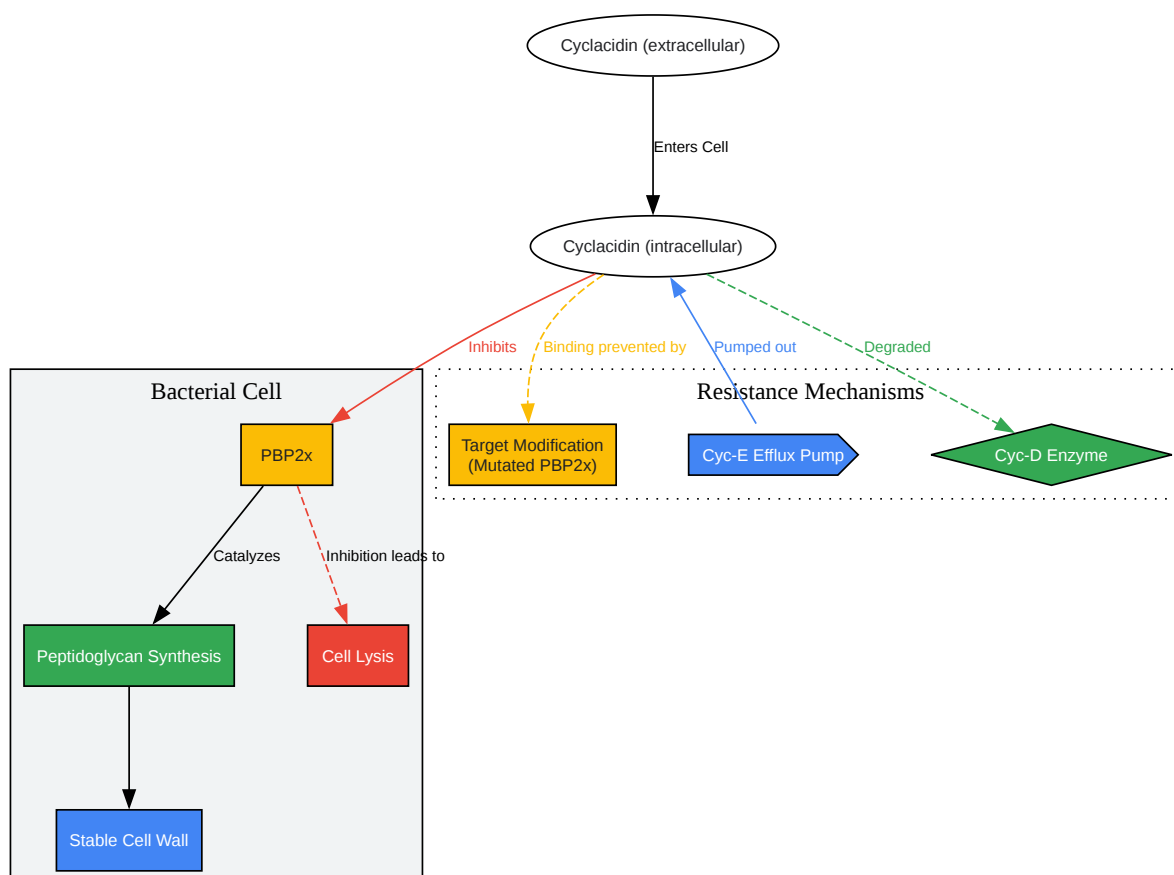 Cyclacidin (extracellular)
Enters Cell
Cyclacidin (intracellular)
Inhibits
Binding prevented by
Pumped out
Degraded
Bacterial Cell
Resistance Mechanisms
PBP2x
Target Modification
(Mutated PBP2x)
Cyc-E Efflux Pump
Cyc-D Enzyme
Catalyzes
Inhibition leads to
Peptidoglycan Synthesis
Cell Lysis
Stable Cell Wall